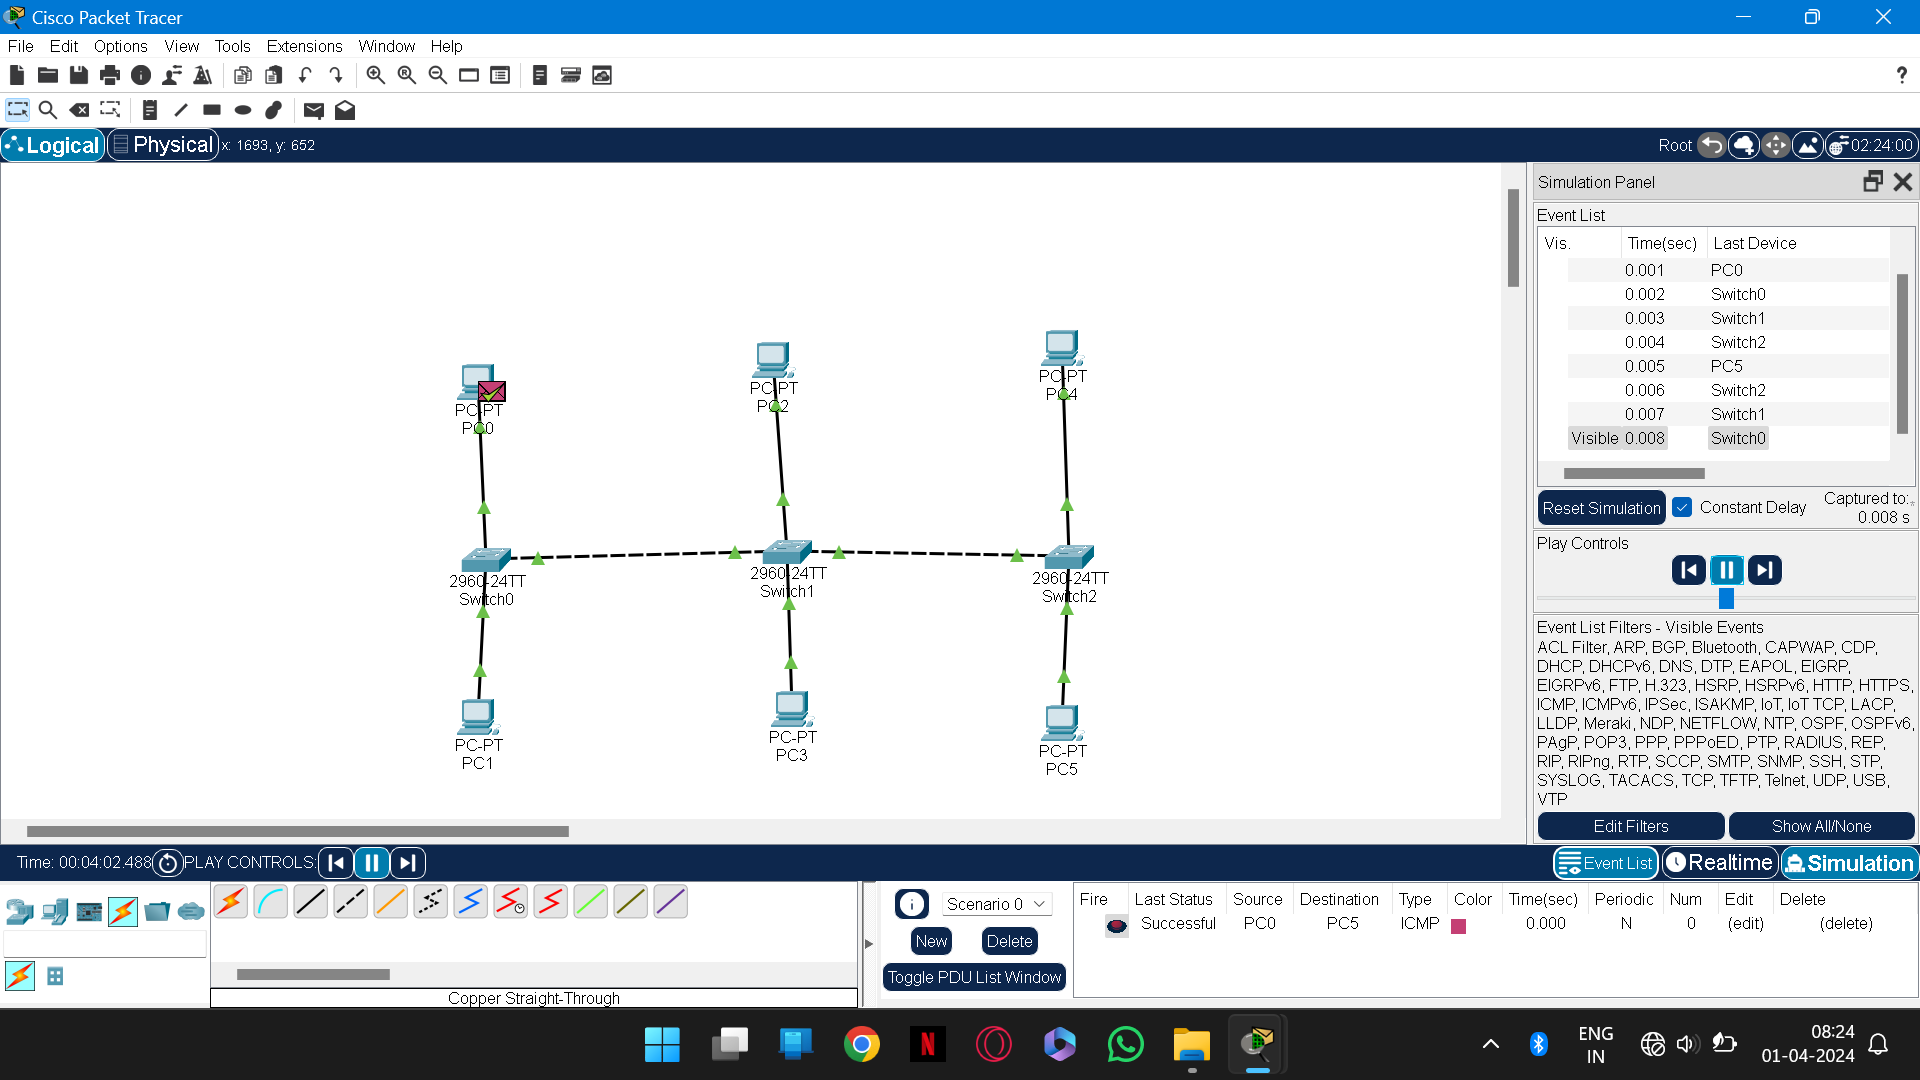 Cisco Packet Tracer
File Edit Options View Tools Extensions Window Help
?
Logical Physical x: 1693, y: 652 Root 02:24:00
Simulation Panel
Event List
Vis. Time(sec) Last Device
0.001 PC0
0.002 Switch0
0.003 Switch1
0.004 Switch2
0.005 PC5
0.006 Switch2
0.007 Switch1
Visible 0.008 Switch0
Reset Simulation Constant Delay Captured to:
0.008 s
Play Controls
Event List Filters - Visible Events
ACL Filter, ARP, BGP, Bluetooth, CAPWAP, CDP,
DHCP, DHCPv6, DNS, DTP, EAPOL, EIGRP,
EIGRPv6, FTP, H.323, HSRP, HSRPv6, HTTP, HTTPS,
ICMP, ICMPv6, IPSec, ISAKMP, IoT, IoT TCP, LACP,
LLDP, Meraki, NDP, NETFLOW, NTP, OSPF, OSPFv6,
PAgP, POP3, PPP, PPPoED, PTP, RADIUS, REP,
RIP, RIPng, RTP, SCCP, SMTP, SNMP, SSH, STP,
SYSLOG, TACACS, TCP, TFTP, Telnet, UDP, USB,
VTP
Edit Filters Show All/None
PC-PT
PC0
PC-PT
PC2
PC-PT
PC4
2960-24TT
Switch0
2960-24TT
Switch1
2960-24TT
Switch2
PC-PT
PC1
PC-PT
PC3
PC-PT
PC5
Time: 00:04:02.488 PLAY CONTROLS: Event List Realtime Simulation
Scenario 0
New Delete
Toggle PDU List Window
Fire Last Status Source Destination Type Color Time(sec) Periodic Num Edit Delete
Successful PC0 PC5 ICMP 0.000 N 0 (edit) (delete)
Copper Straight-Through
N
ENG
IN
08:24
01-04-2024